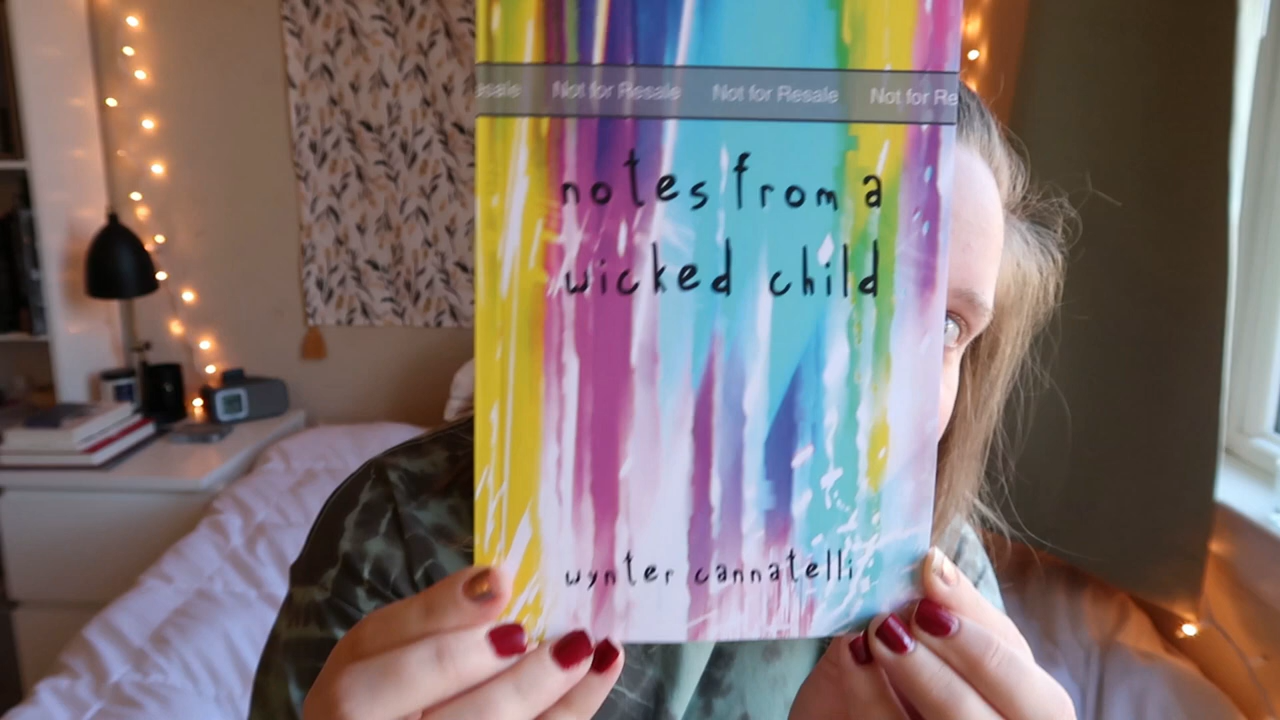 esale Not for Resale Not for Resale Not for Re
notes from a
wicked child
wynter cannatelli